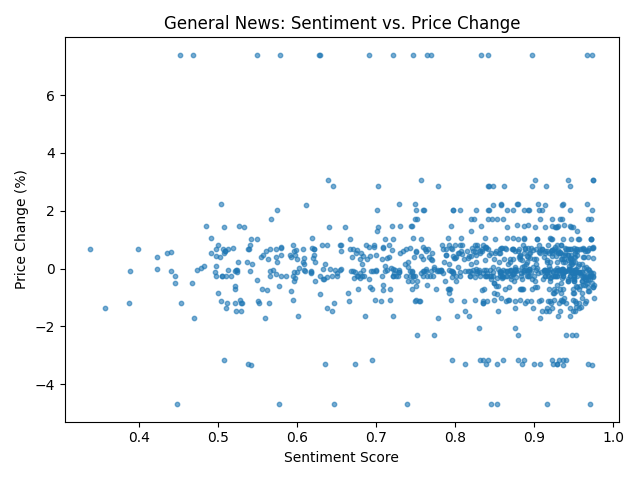 General News: Sentiment vs. Price Change
Price Change (%)
6
4
2
0
−2
−4
0.4 0.5 0.6 0.7 0.8 0.9 1.0
Sentiment Score